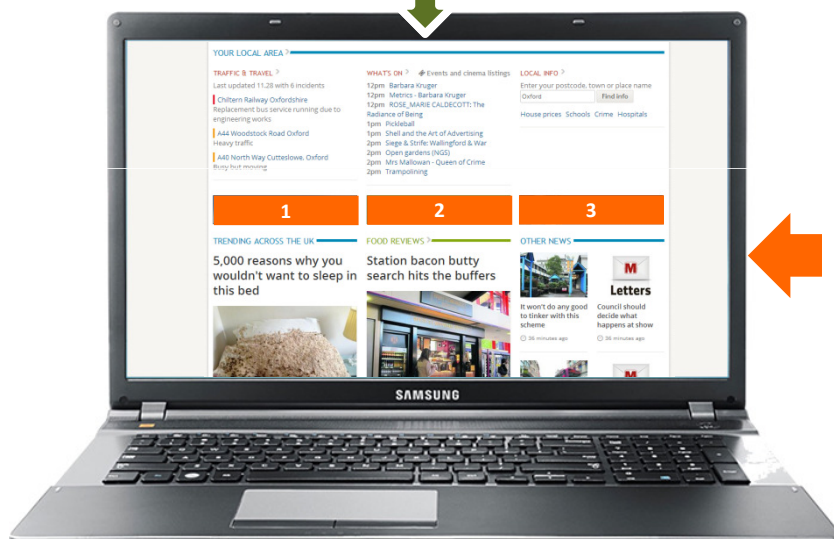 YOUR LOCAL AREA >
TRAFFIC & TRAVEL >
Last updated 11.28 with 6 incidents
Chiltern Railway Oxfordshire
Replacement bus service running due to
engineering works
A44 Woodstock Road Oxford
Heavy traffic
A40 North Way Cutteslowe, Oxford
Busy but moving
WHAT'S ON >
Events and cinema listings
12pm Barbara Kruger
12pm Metrics - Barbara Kruger
12pm ROSE_MARIE CALDECOTT: The
Radiance of Being
1pm Pickleball
1pm Shell and the Art of Advertising
2pm Siege & Strife: Wallingford & War
2pm Open gardens (NGS)
2pm Mrs Mallowan - Queen of Crime
2pm Trampolining
LOCAL INFO >
Enter your postcode, town or place name
Oxford
Find info
House prices Schools Crime Hospitals
1
2
3
TRENDING ACROSS THE UK
5,000 reasons why you
wouldn't want to sleep in
this bed
FOOD REVIEWS >
Station bacon butty
search hits the buffers
OTHER NEWS
It won't do any good
to tinker with this
scheme
36 minutes ago
M
Letters
Council should
decide what
happens at show
36 minutes ago
M
SAMSUNG